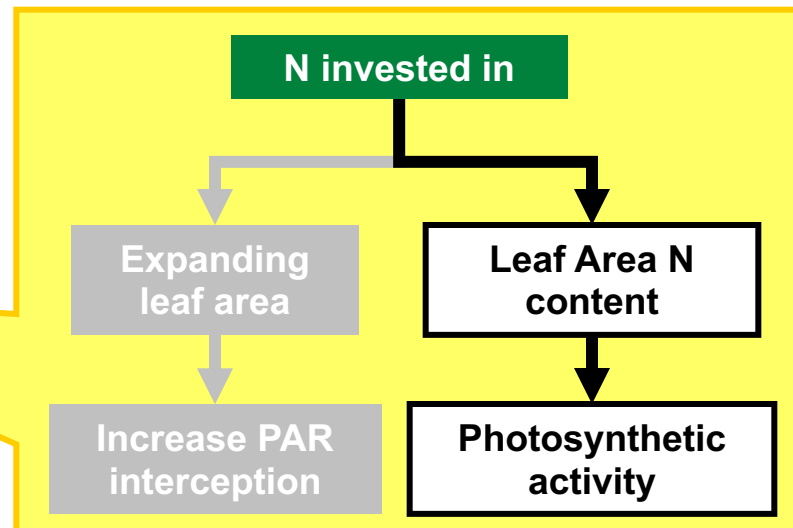 N invested in
Expanding
leaf area
Leaf Area N
content
Increase PAR
interception
Photosynthetic
activity